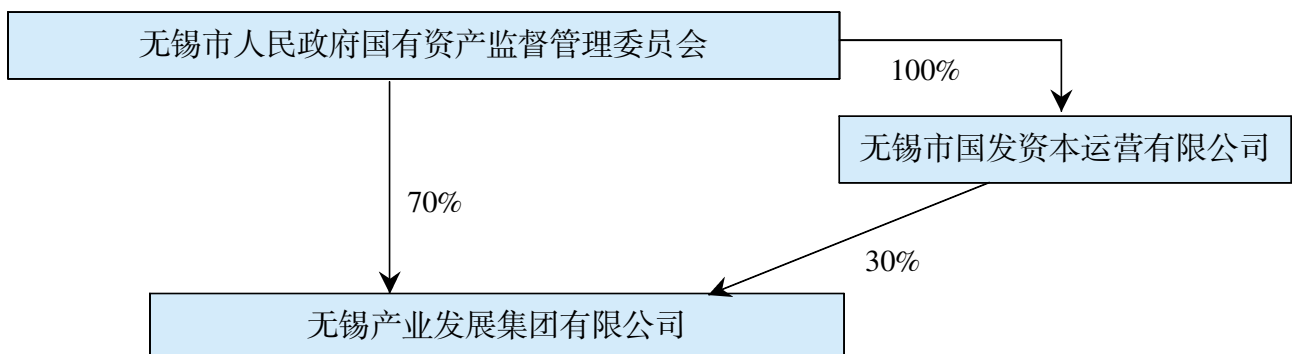 无锡市人民政府国有资产监督管理委员会
100%
无锡市国发资本运营有限公司
70%
30%
无锡产业发展集团有限公司